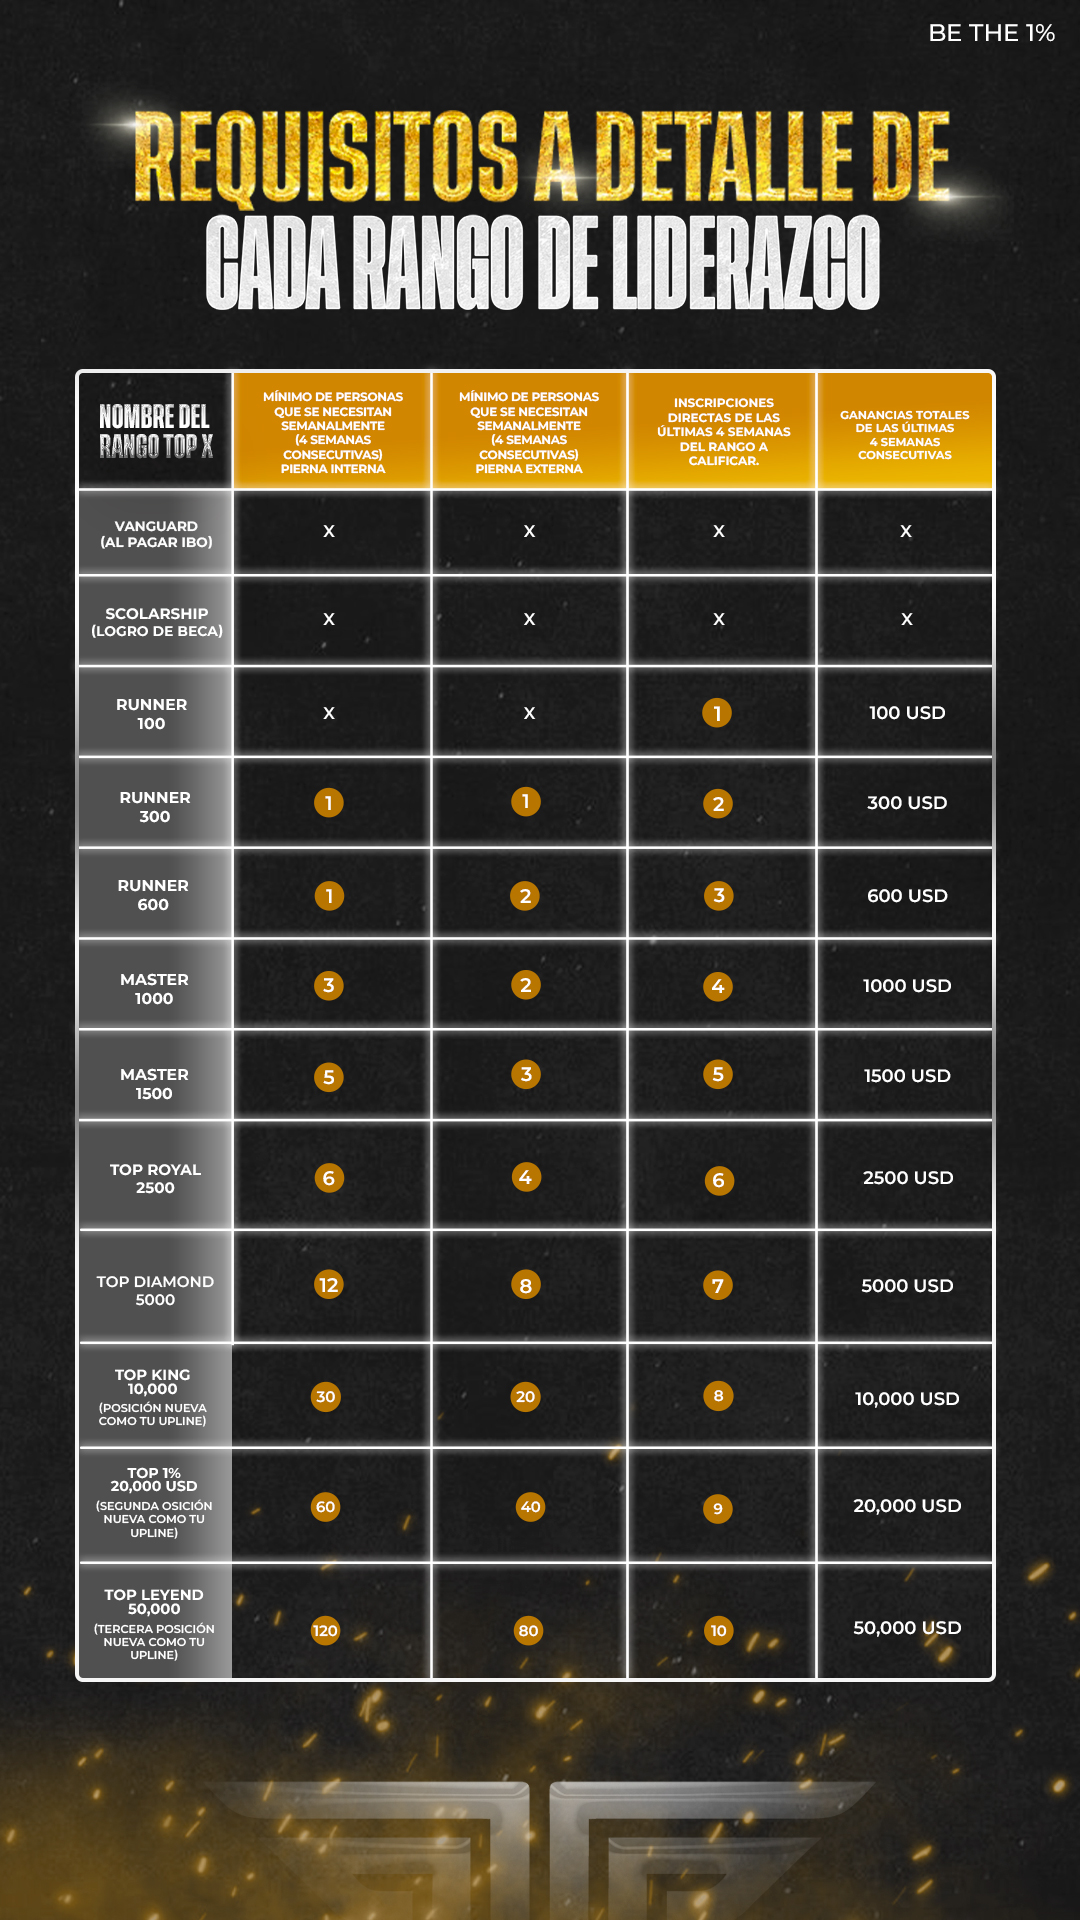 BE THE 1%
REQUISITOS A DETALLE DE
CADA RANGO DE LIDERAZGO
NOMBRE DEL
RANGO TOP X
MÍNIMO DE PERSONAS
QUE SE NECESITAN
SEMANALMENTE
(4 SEMANAS
CONSECUTIVAS)
PIERNA INTERNA
MÍNIMO DE PERSONAS
QUE SE NECESITAN
SEMANALMENTE
(4 SEMANAS
CONSECUTIVAS)
PIERNA EXTERNA
INSCRIPCIONES
DIRECTAS DE LAS
ÚLTIMAS 4 SEMANAS
DEL RANGO A
CALIFICAR.
GANANCIAS TOTALES
DE LAS ÚLTIMAS
4 SEMANAS
CONSECUTIVAS
VANGUARD
(AL PAGAR IBO)
X
X
X
X
SCOLARSHIP
(LOGRO DE BECA)
X
X
X
X
RUNNER
100
X
X
1
100 USD
RUNNER
300
1
1
2
300 USD
RUNNER
600
1
2
3
600 USD
MASTER
1000
3
2
4
1000 USD
MASTER
1500
5
3
5
1500 USD
TOP ROYAL
2500
6
4
6
2500 USD
TOP DIAMOND
5000
12
8
7
5000 USD
TOP KING
10,000
(POSICIÓN NUEVA
COMO TU UPLINE)
30
20
8
10,000 USD
TOP 1%
20,000 USD
(SEGUNDA OSICIÓN
NUEVA COMO TU
UPLINE)
60
40
9
20,000 USD
TOP LEYEND
50,000
(TERCERA POSICIÓN
NUEVA COMO TU
UPLINE)
120
80
10
50,000 USD